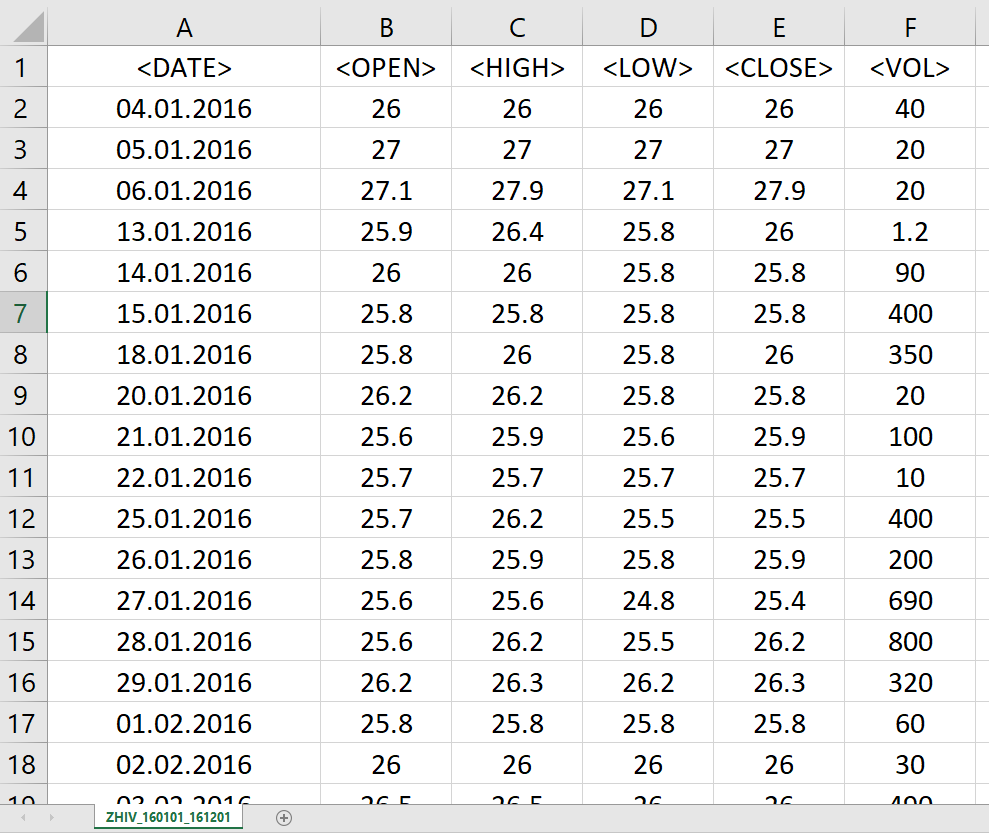 A B C D E F
1 <DATE> <OPEN> <HIGH> <LOW> <CLOSE> <VOL>
2 04.01.2016 26 26 26 26 40
3 05.01.2016 27 27 27 27 20
4 06.01.2016 27.1 27.9 27.1 27.9 20
5 13.01.2016 25.9 26.4 25.8 26 1.2
6 14.01.2016 26 26 25.8 25.8 90
7 15.01.2016 25.8 25.8 25.8 25.8 400
8 18.01.2016 25.8 26 25.8 26 350
9 20.01.2016 26.2 26.2 25.8 25.8 20
10 21.01.2016 25.6 25.9 25.6 25.9 100
11 22.01.2016 25.7 25.7 25.7 25.7 10
12 25.01.2016 25.7 26.2 25.5 25.5 400
13 26.01.2016 25.8 25.9 25.8 25.9 200
14 27.01.2016 25.6 25.6 24.8 25.4 690
15 28.01.2016 25.6 26.2 25.5 26.2 800
16 29.01.2016 26.2 26.3 26.2 26.3 320
17 01.02.2016 25.8 25.8 25.8 25.8 60
18 02.02.2016 26 26 26 26 30
19 03.02.2016 26.5 26.5 26 26
ZHIV_160101_161201